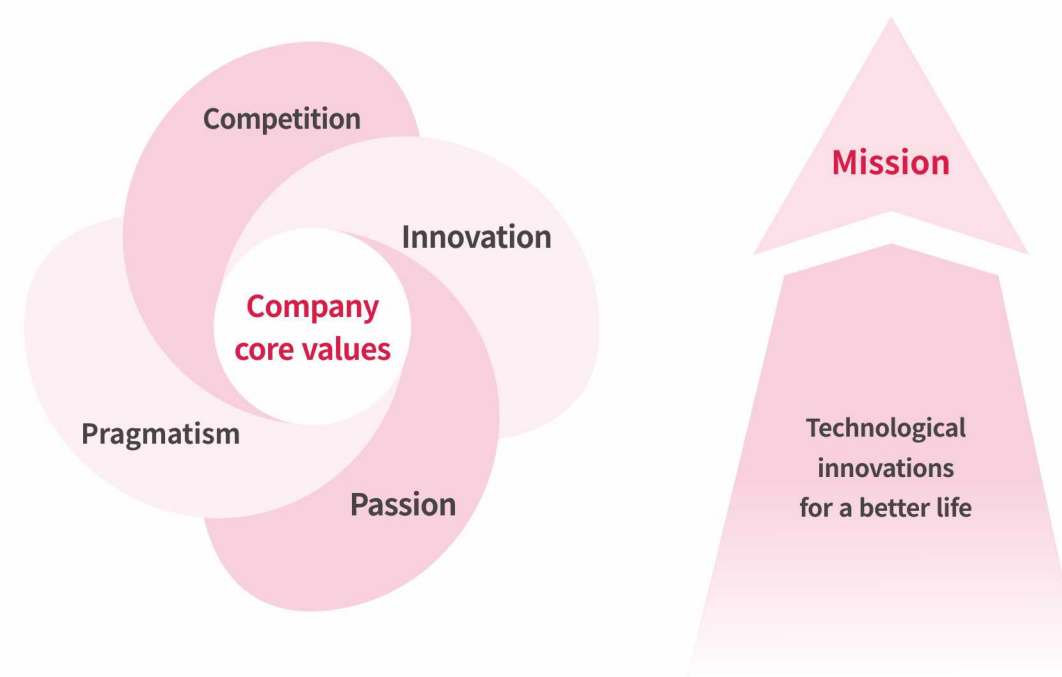 Competition
Innovation
Company
core values
Pragmatism
Passion
Mission
Technological
innovations
for a better life